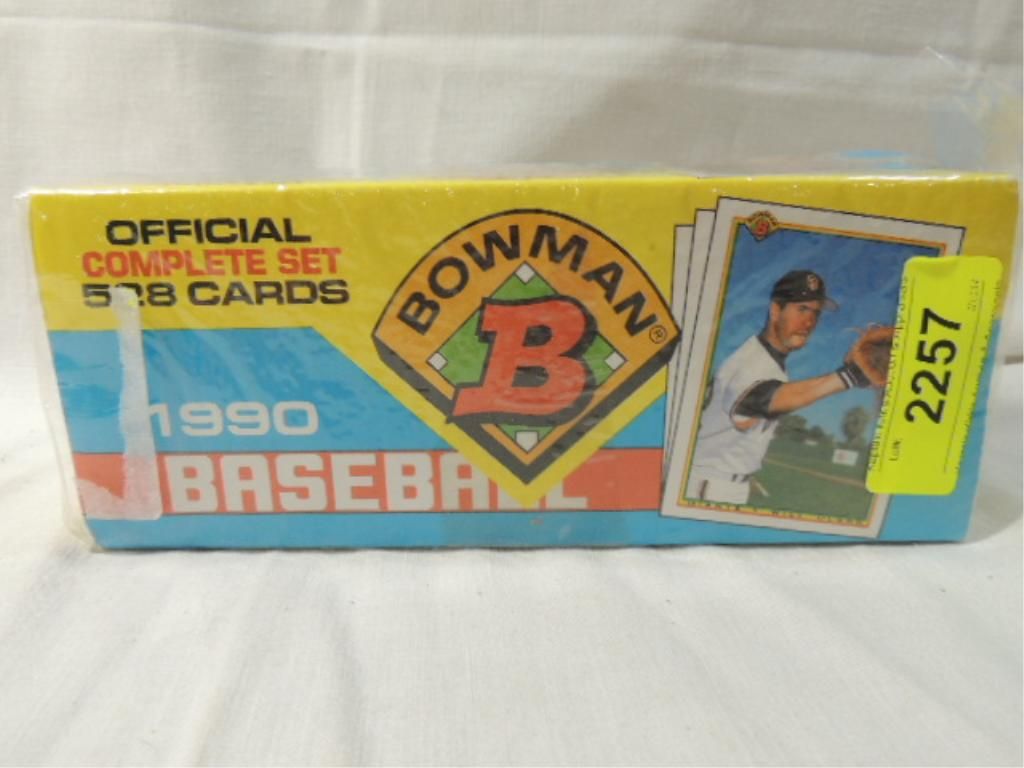 OFFICIAL
COMPLETE SET
528 CARDS
BOWMAN®
B
1990
BASEBALL
B
2257